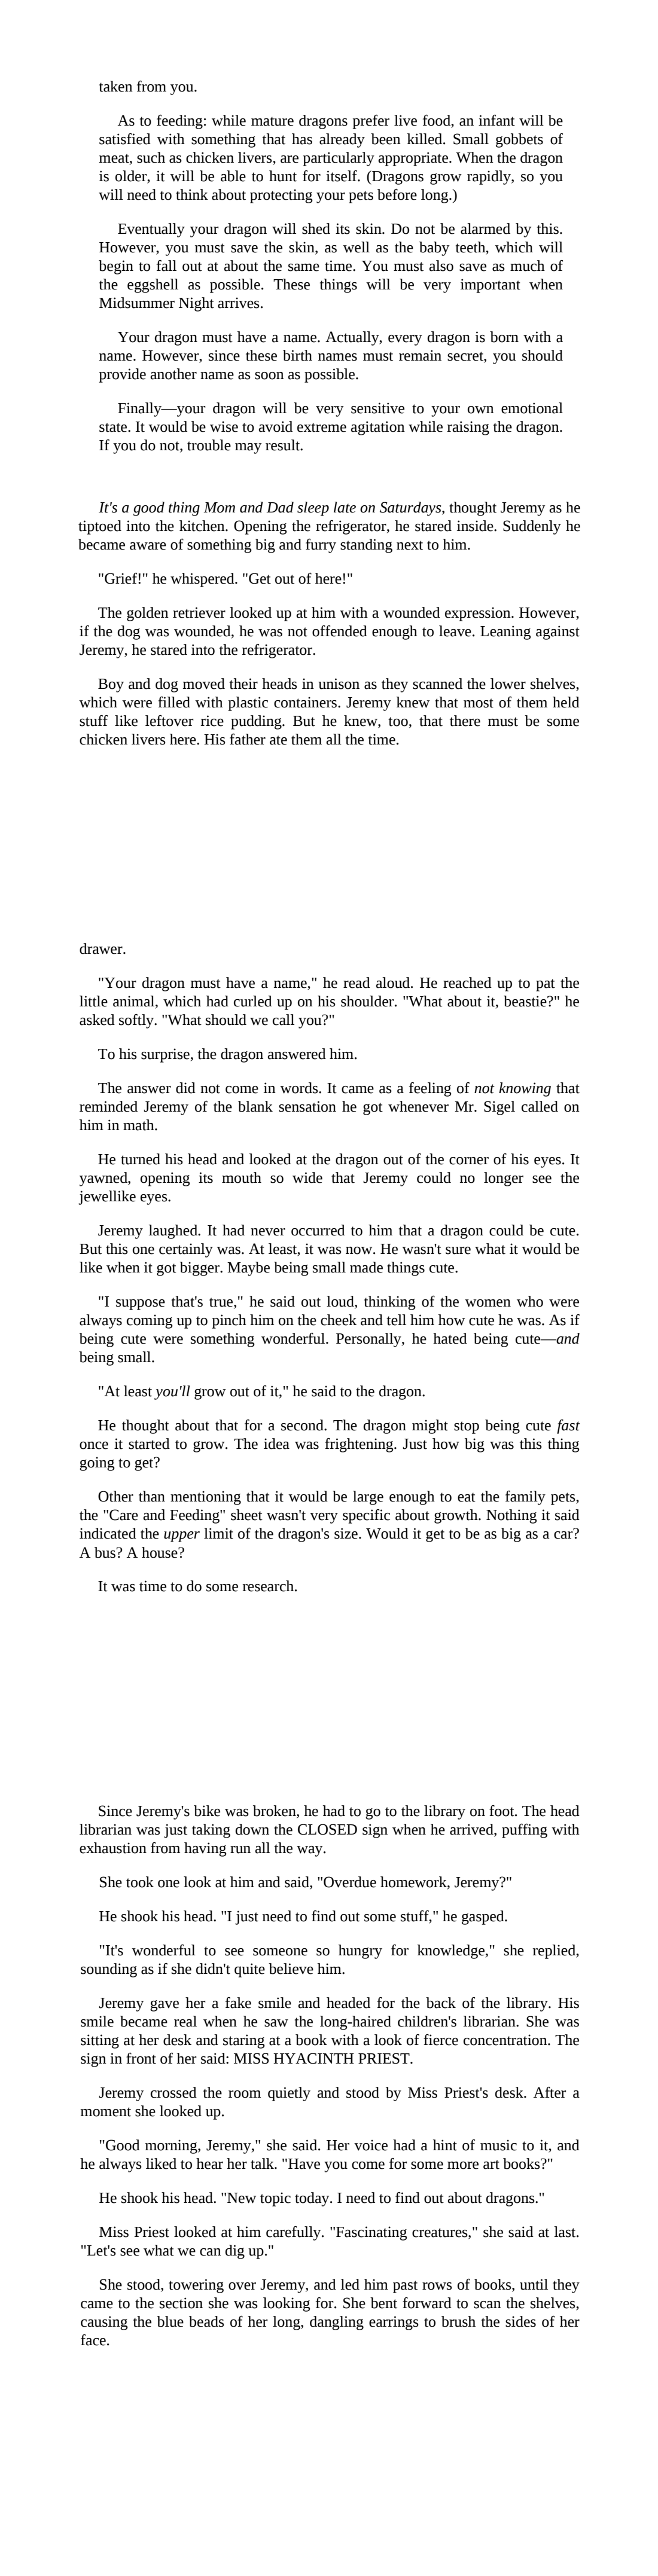 taken from you.
As to feeding: while mature dragons prefer live food, an infant will be
satisfied with something that has already been killed. Small gobbets of
meat, such as chicken livers, are particularly appropriate. When the dragon
is older, it will be able to hunt for itself. (Dragons grow rapidly, so you
will need to think about protecting your pets before long.)
Eventually your dragon will shed its skin. Do not be alarmed by this.
However, you must save the skin, as well as the baby teeth, which will
begin to fall out at about the same time. You must also save as much of
the eggshell as possible. These things will be very important when
Midsummer Night arrives.
Your dragon must have a name. Actually, every dragon is born with a
name. However, since these birth names must remain secret, you should
provide another name as soon as possible.
Finally—your dragon will be very sensitive to your own emotional
state. It would be wise to avoid extreme agitation while raising the dragon.
If you do not, trouble may result.
It's a good thing Mom and Dad sleep late on Saturdays, thought Jeremy as he
tiptoed into the kitchen. Opening the refrigerator, he stared inside. Suddenly he
became aware of something big and furry standing next to him.
"Grief!" he whispered. "Get out of here!"
The golden retriever looked up at him with a wounded expression. However,
if the dog was wounded, he was not offended enough to leave. Leaning against
Jeremy, he stared into the refrigerator.
Boy and dog moved their heads in unison as they scanned the lower shelves,
which were filled with plastic containers. Jeremy knew that most of them held
stuff like leftover rice pudding. But he knew, too, that there must be some
chicken livers here. His father ate them all the time.
drawer.
"Your dragon must have a name," he read aloud. He reached up to pat the
little animal, which had curled up on his shoulder. "What about it, beastie?" he
asked softly. "What should we call you?"
To his surprise, the dragon answered him.
The answer did not come in words. It came as a feeling of not knowing that
reminded Jeremy of the blank sensation he got whenever Mr. Sigel called on
him in math.
He turned his head and looked at the dragon out of the corner of his eyes. It
yawned, opening its mouth so wide that Jeremy could no longer see the
jewellike eyes.
Jeremy laughed. It had never occurred to him that a dragon could be cute.
But this one certainly was. At least, it was now. He wasn't sure what it would be
like when it got bigger. Maybe being small made things cute.
"I suppose that's true," he said out loud, thinking of the women who were
always coming up to pinch him on the cheek and tell him how cute he was. As if
being cute were something wonderful. Personally, he hated being cute—and
being small.
"At least you'll grow out of it," he said to the dragon.
He thought about that for a second. The dragon might stop being cute fast
once it started to grow. The idea was frightening. Just how big was this thing
going to get?
Other than mentioning that it would be large enough to eat the family pets,
the "Care and Feeding" sheet wasn't very specific about growth. Nothing it said
indicated the upper limit of the dragon's size. Would it get to be as big as a car?
A bus? A house?
It was time to do some research.
Since Jeremy's bike was broken, he had to go to the library on foot. The head
librarian was just taking down the CLOSED sign when he arrived, puffing with
exhaustion from having run all the way.
She took one look at him and said, "Overdue homework, Jeremy?"
He shook his head. "I just need to find out some stuff," he gasped.
"It's wonderful to see someone so hungry for knowledge," she replied,
sounding as if she didn't quite believe him.
Jeremy gave her a fake smile and headed for the back of the library. His
smile became real when he saw the long-haired children's librarian. She was
sitting at her desk and staring at a book with a look of fierce concentration. The
sign in front of her said: MISS HYACINTH PRIEST.
Jeremy crossed the room quietly and stood by Miss Priest's desk. After a
moment she looked up.
"Good morning, Jeremy," she said. Her voice had a hint of music to it, and
he always liked to hear her talk. "Have you come for some more art books?"
He shook his head. "New topic today. I need to find out about dragons."
Miss Priest looked at him carefully. "Fascinating creatures," she said at last.
"Let's see what we can dig up."
She stood, towering over Jeremy, and led him past rows of books, until they
came to the section she was looking for. She bent forward to scan the shelves,
causing the blue beads of her long, dangling earrings to brush the sides of her
face.